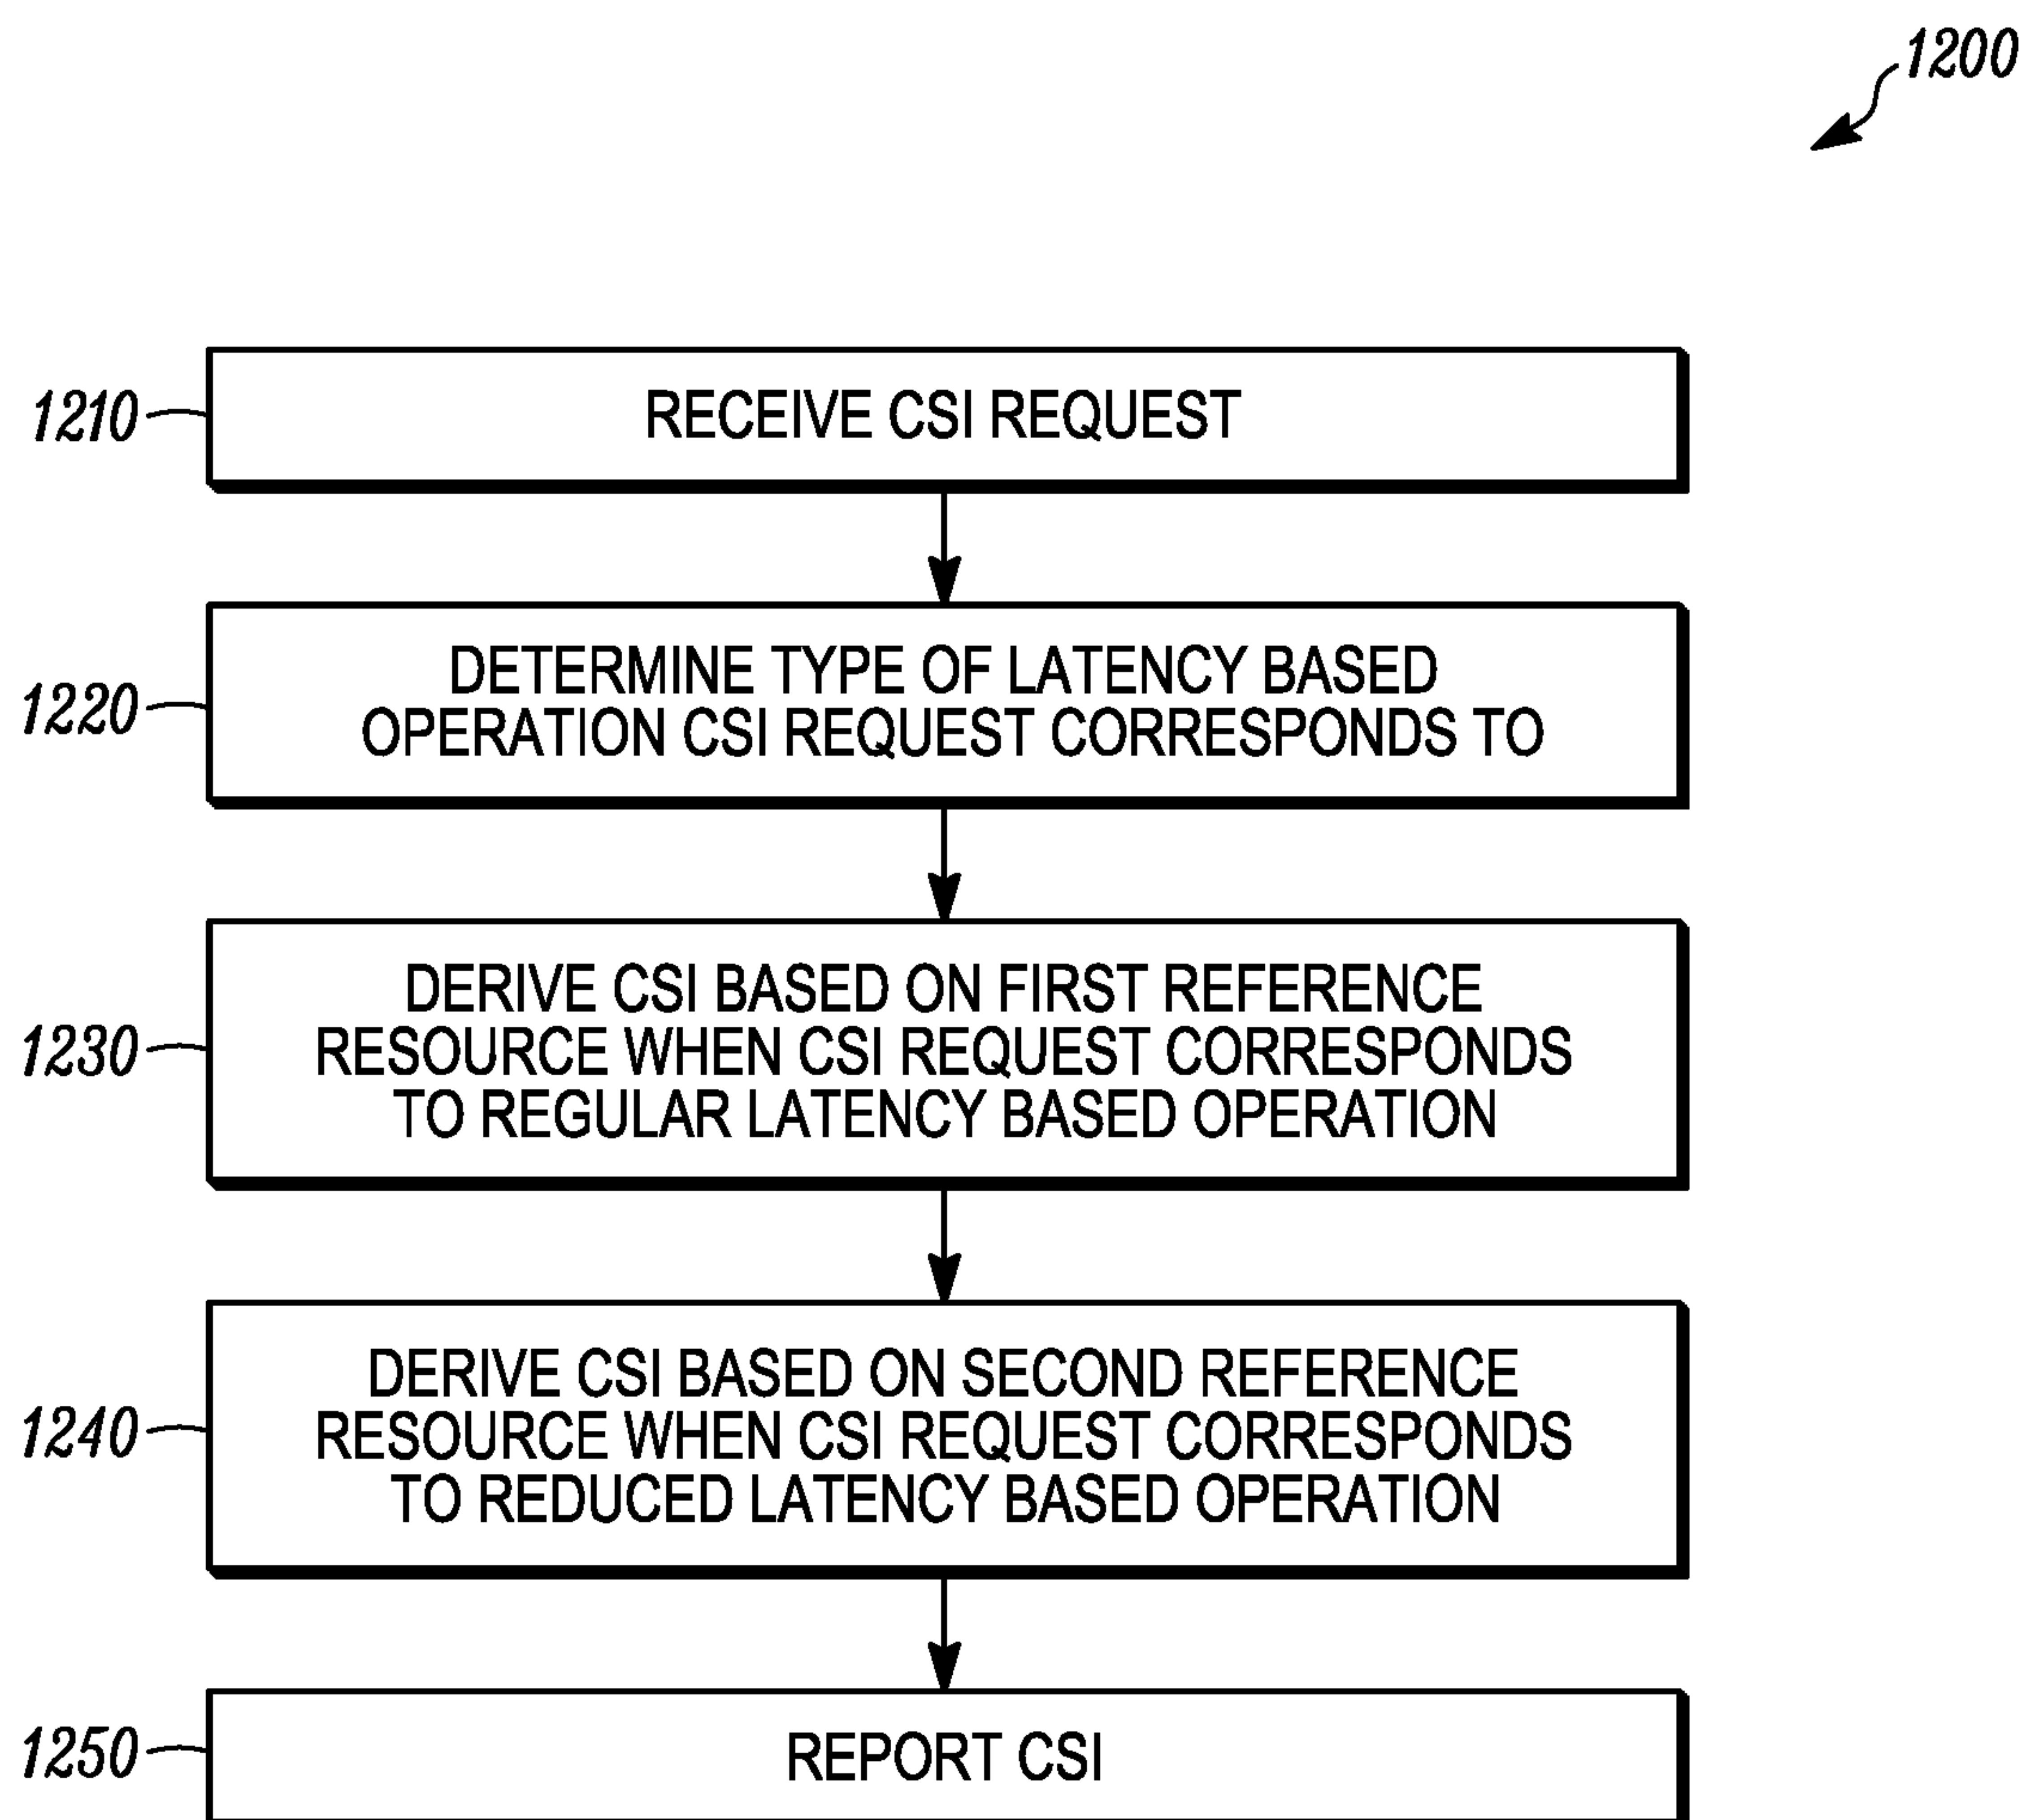 1200
1210
RECEIVE CSI REQUEST
1220
DETERMINE TYPE OF LATENCY BASED
OPERATION CSI REQUEST CORRESPONDS TO
1230
DERIVE CSI BASED ON FIRST REFERENCE
RESOURCE WHEN CSI REQUEST CORRESPONDS
TO REGULAR LATENCY BASED OPERATION
1240
DERIVE CSI BASED ON SECOND REFERENCE
RESOURCE WHEN CSI REQUEST CORRESPONDS
TO REDUCED LATENCY BASED OPERATION
1250
REPORT CSI